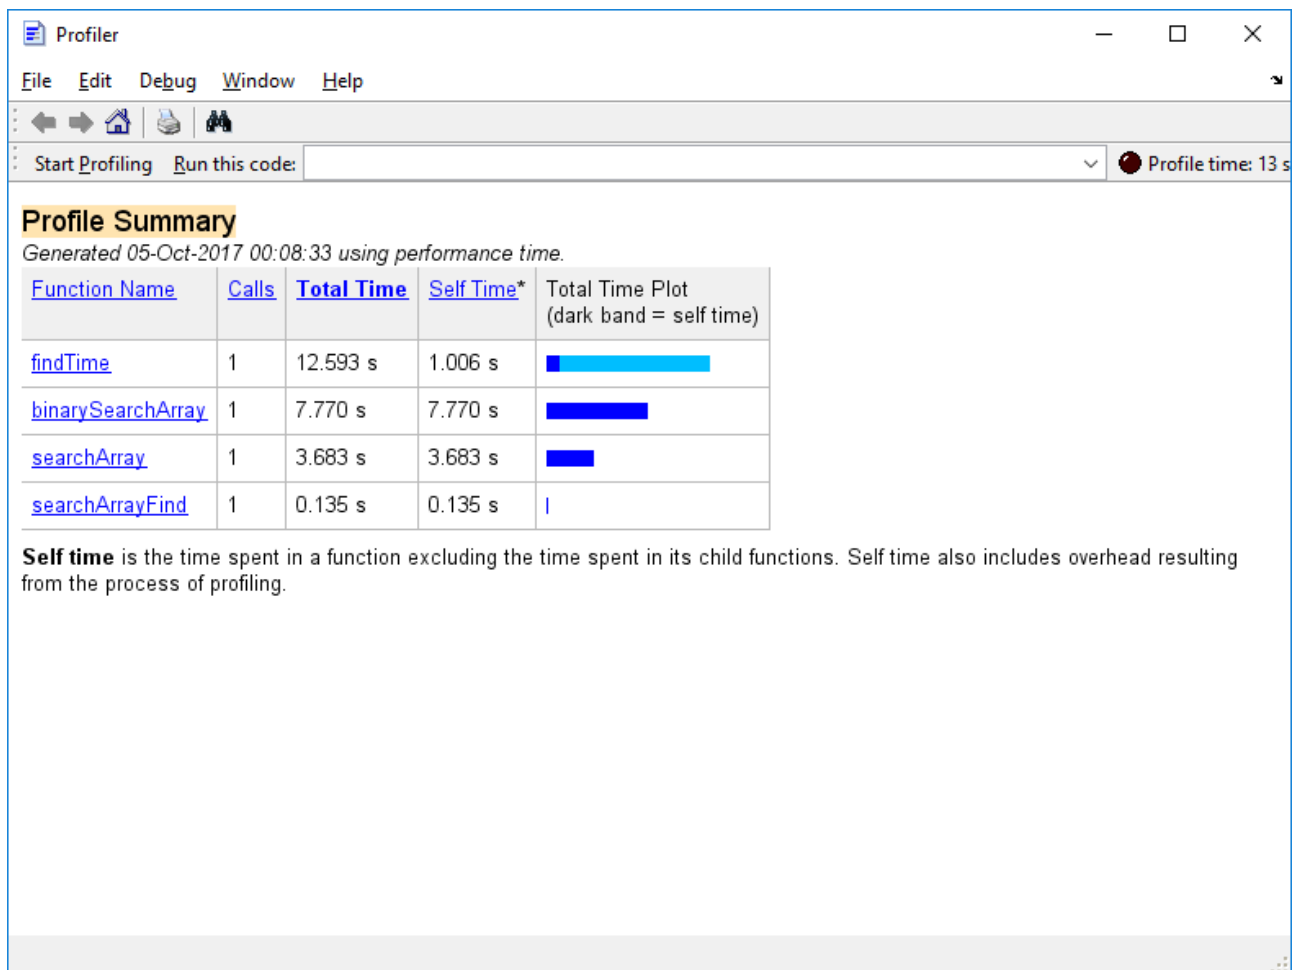 Profiler
File Edit Debug Window Help
Start Profiling Run this code: Profile time: 13 s
Profile Summary
Generated 05-Oct-2017 00:08:33 using performance time.
Function Name Calls Total Time Self Time* Total Time Plot
(dark band = self time)
findTime 1 12.593 s 1.006 s
binarySearchArray 1 7.770 s 7.770 s
searchArray 1 3.683 s 3.683 s
searchArrayFind 1 0.135 s 0.135 s
Self time is the time spent in a function excluding the time spent in its child functions. Self time also includes overhead resulting
from the process of profiling.